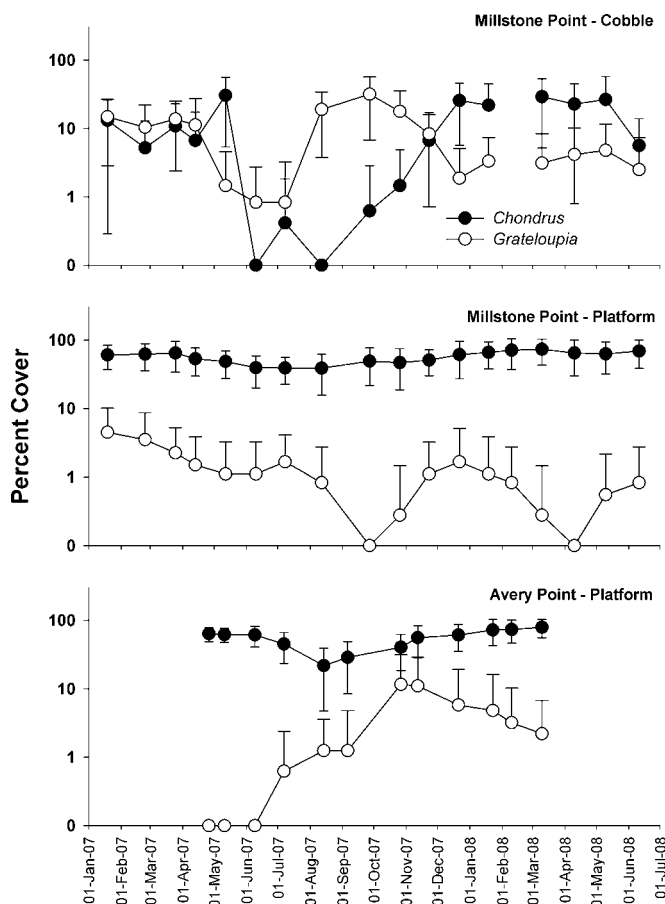 Millstone Point - Cobble
100
10
1
0
Chondrus
Grateloupia
Millstone Point - Platform
100
10
1
0
Percent Cover
Avery Point - Platform
100
10
1
0
01-Jan-07
01-Feb-07
01-Mar-07
01-Apr-07
01-May-07
01-Jun-07
01-Jul-07
01-Aug-07
01-Sep-07
01-Oct-07
01-Nov-07
01-Dec-07
01-Jan-08
01-Feb-08
01-Mar-08
01-Apr-08
01-May-08
01-Jun-08
01-Jul-08